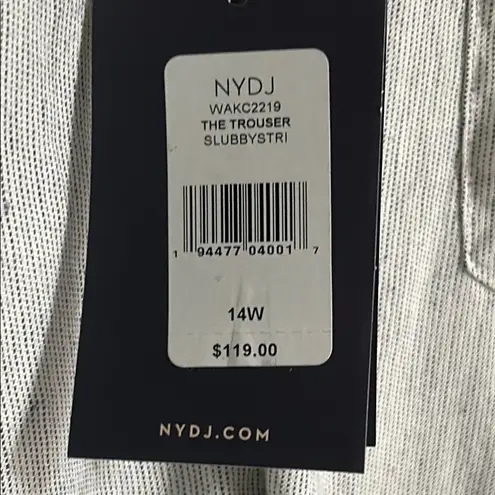 NYDJ
WAKC2219
THE TROUSER
SLUBBYSTRI
1 94477 04001 7
14W
$119.00
NYDJ.COM